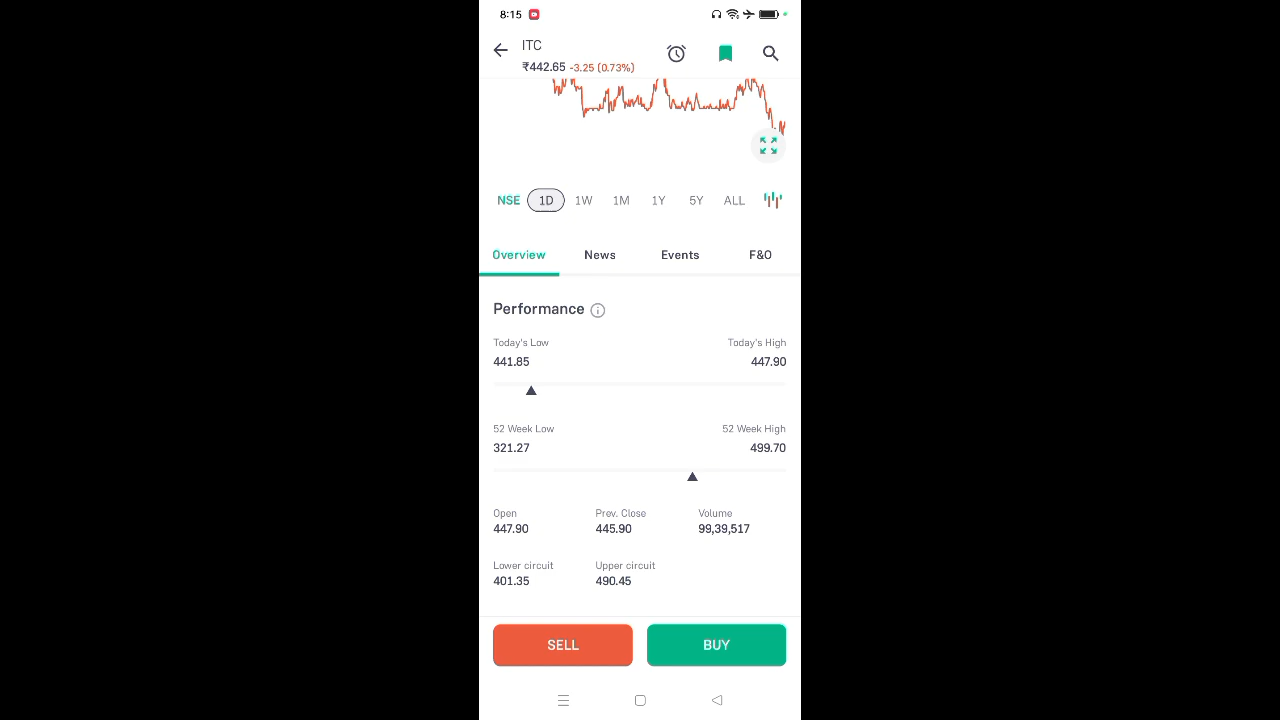 8:15
ITC
₹442.65 -3.25 (0.73%)
NSE 1D 1W 1M 1Y 5Y ALL
Overview News Events F&O
Performance
Today's Low Today's High
441.85 447.90
52 Week Low 52 Week High
321.27 499.70
Open Prev. Close Volume
447.90 445.90 99,39,517
Lower circuit Upper circuit
401.35 490.45
SELL BUY